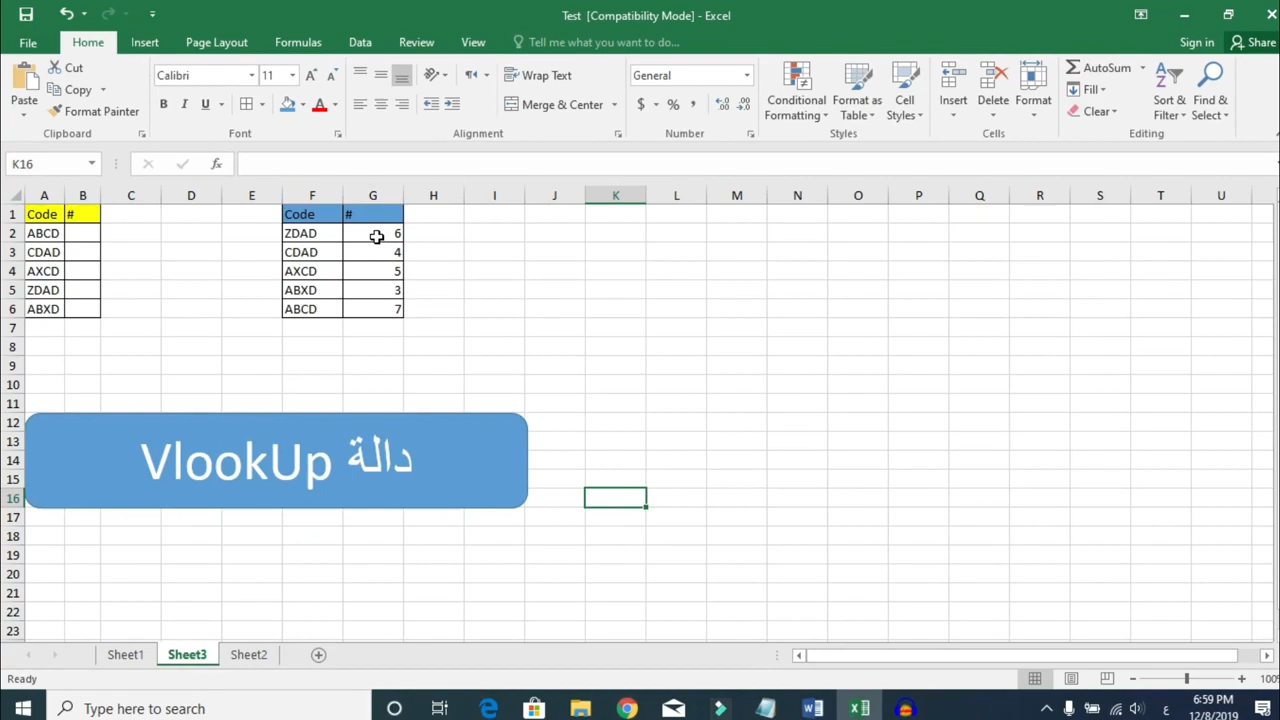 Test [Compatibility Mode] - Excel
File Home Insert Page Layout Formulas Data Review View Tell me what you want to do... Sign in Share
Cut
Copy
Format Painter
Paste
Clipboard
Calibri 11
B I U
Font
Wrap Text
Merge & Center
Alignment
General
$ %
Number
Conditional Formatting
Format as Table
Cell Styles
Styles
Insert Delete Format
Cells
AutoSum
Fill
Clear
Sort & Filter
Find & Select
Editing
K16 fx
A B C D E F G H I J K L M N O P Q R S T U
1 Code # Code #
2 ABCD ZDAD 6
3 CDAD CDAD 4
4 AXCD AXCD 5
5 ZDAD ABXD 3
6 ABXD ABCD 7
7
8
9
10
11
12
13
14
15
16
17
18
19
20
21
22
23
دالة VlookUp
Sheet1 Sheet3 Sheet2
Ready 100
Type here to search
ع 6:59 PM
12/8/2019